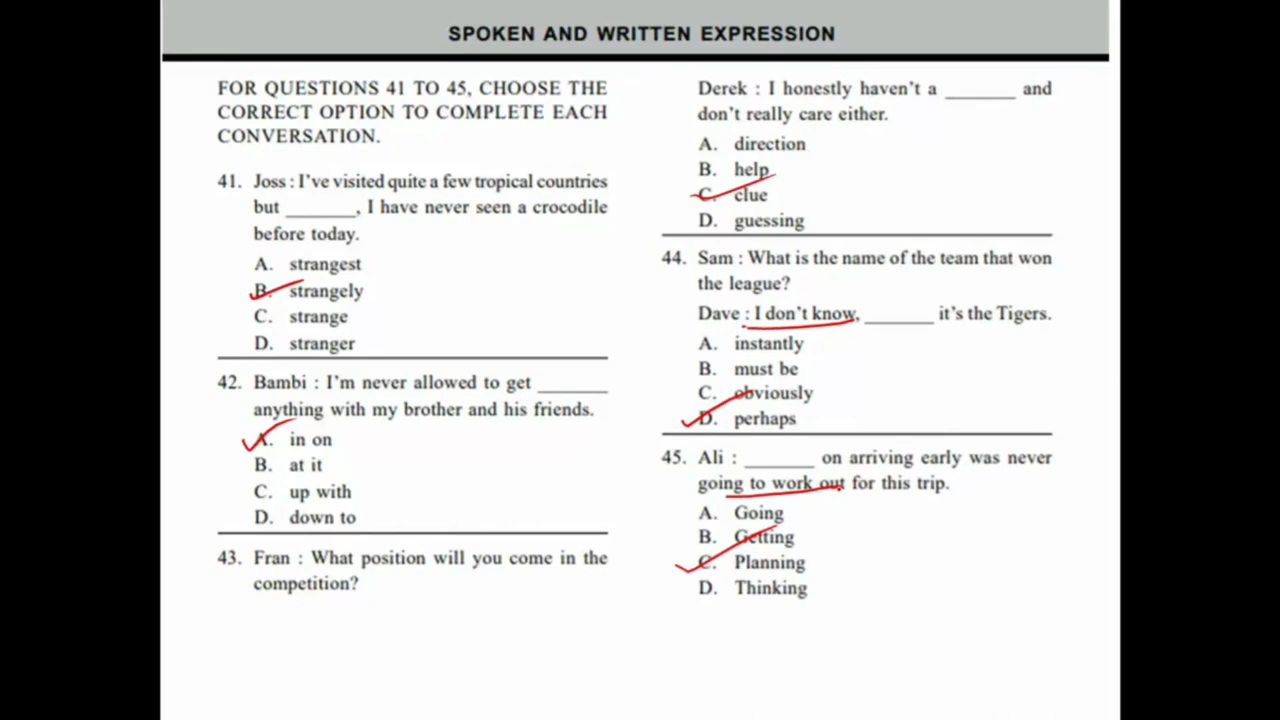 SPOKEN AND WRITTEN EXPRESSION
FOR QUESTIONS 41 TO 45, CHOOSE THE
CORRECT OPTION TO COMPLETE EACH
CONVERSATION.
41. Joss : I've visited quite a few tropical countries
but _______, I have never seen a crocodile
before today.
A. strangest
B. strangely
C. strange
D. stranger
42. Bambi : I'm never allowed to get _______
anything with my brother and his friends.
A. in on
B. at it
C. up with
D. down to
43. Fran : What position will you come in the
competition?
Derek : I honestly haven't a _______ and
don't really care either.
A. direction
B. help
C. clue
D. guessing
44. Sam : What is the name of the team that won
the league?
Dave : I don't know, _______ it's the Tigers.
A. instantly
B. must be
C. obviously
D. perhaps
45. Ali : _______ on arriving early was never
going to work out for this trip.
A. Going
B. Getting
C. Planning
D. Thinking